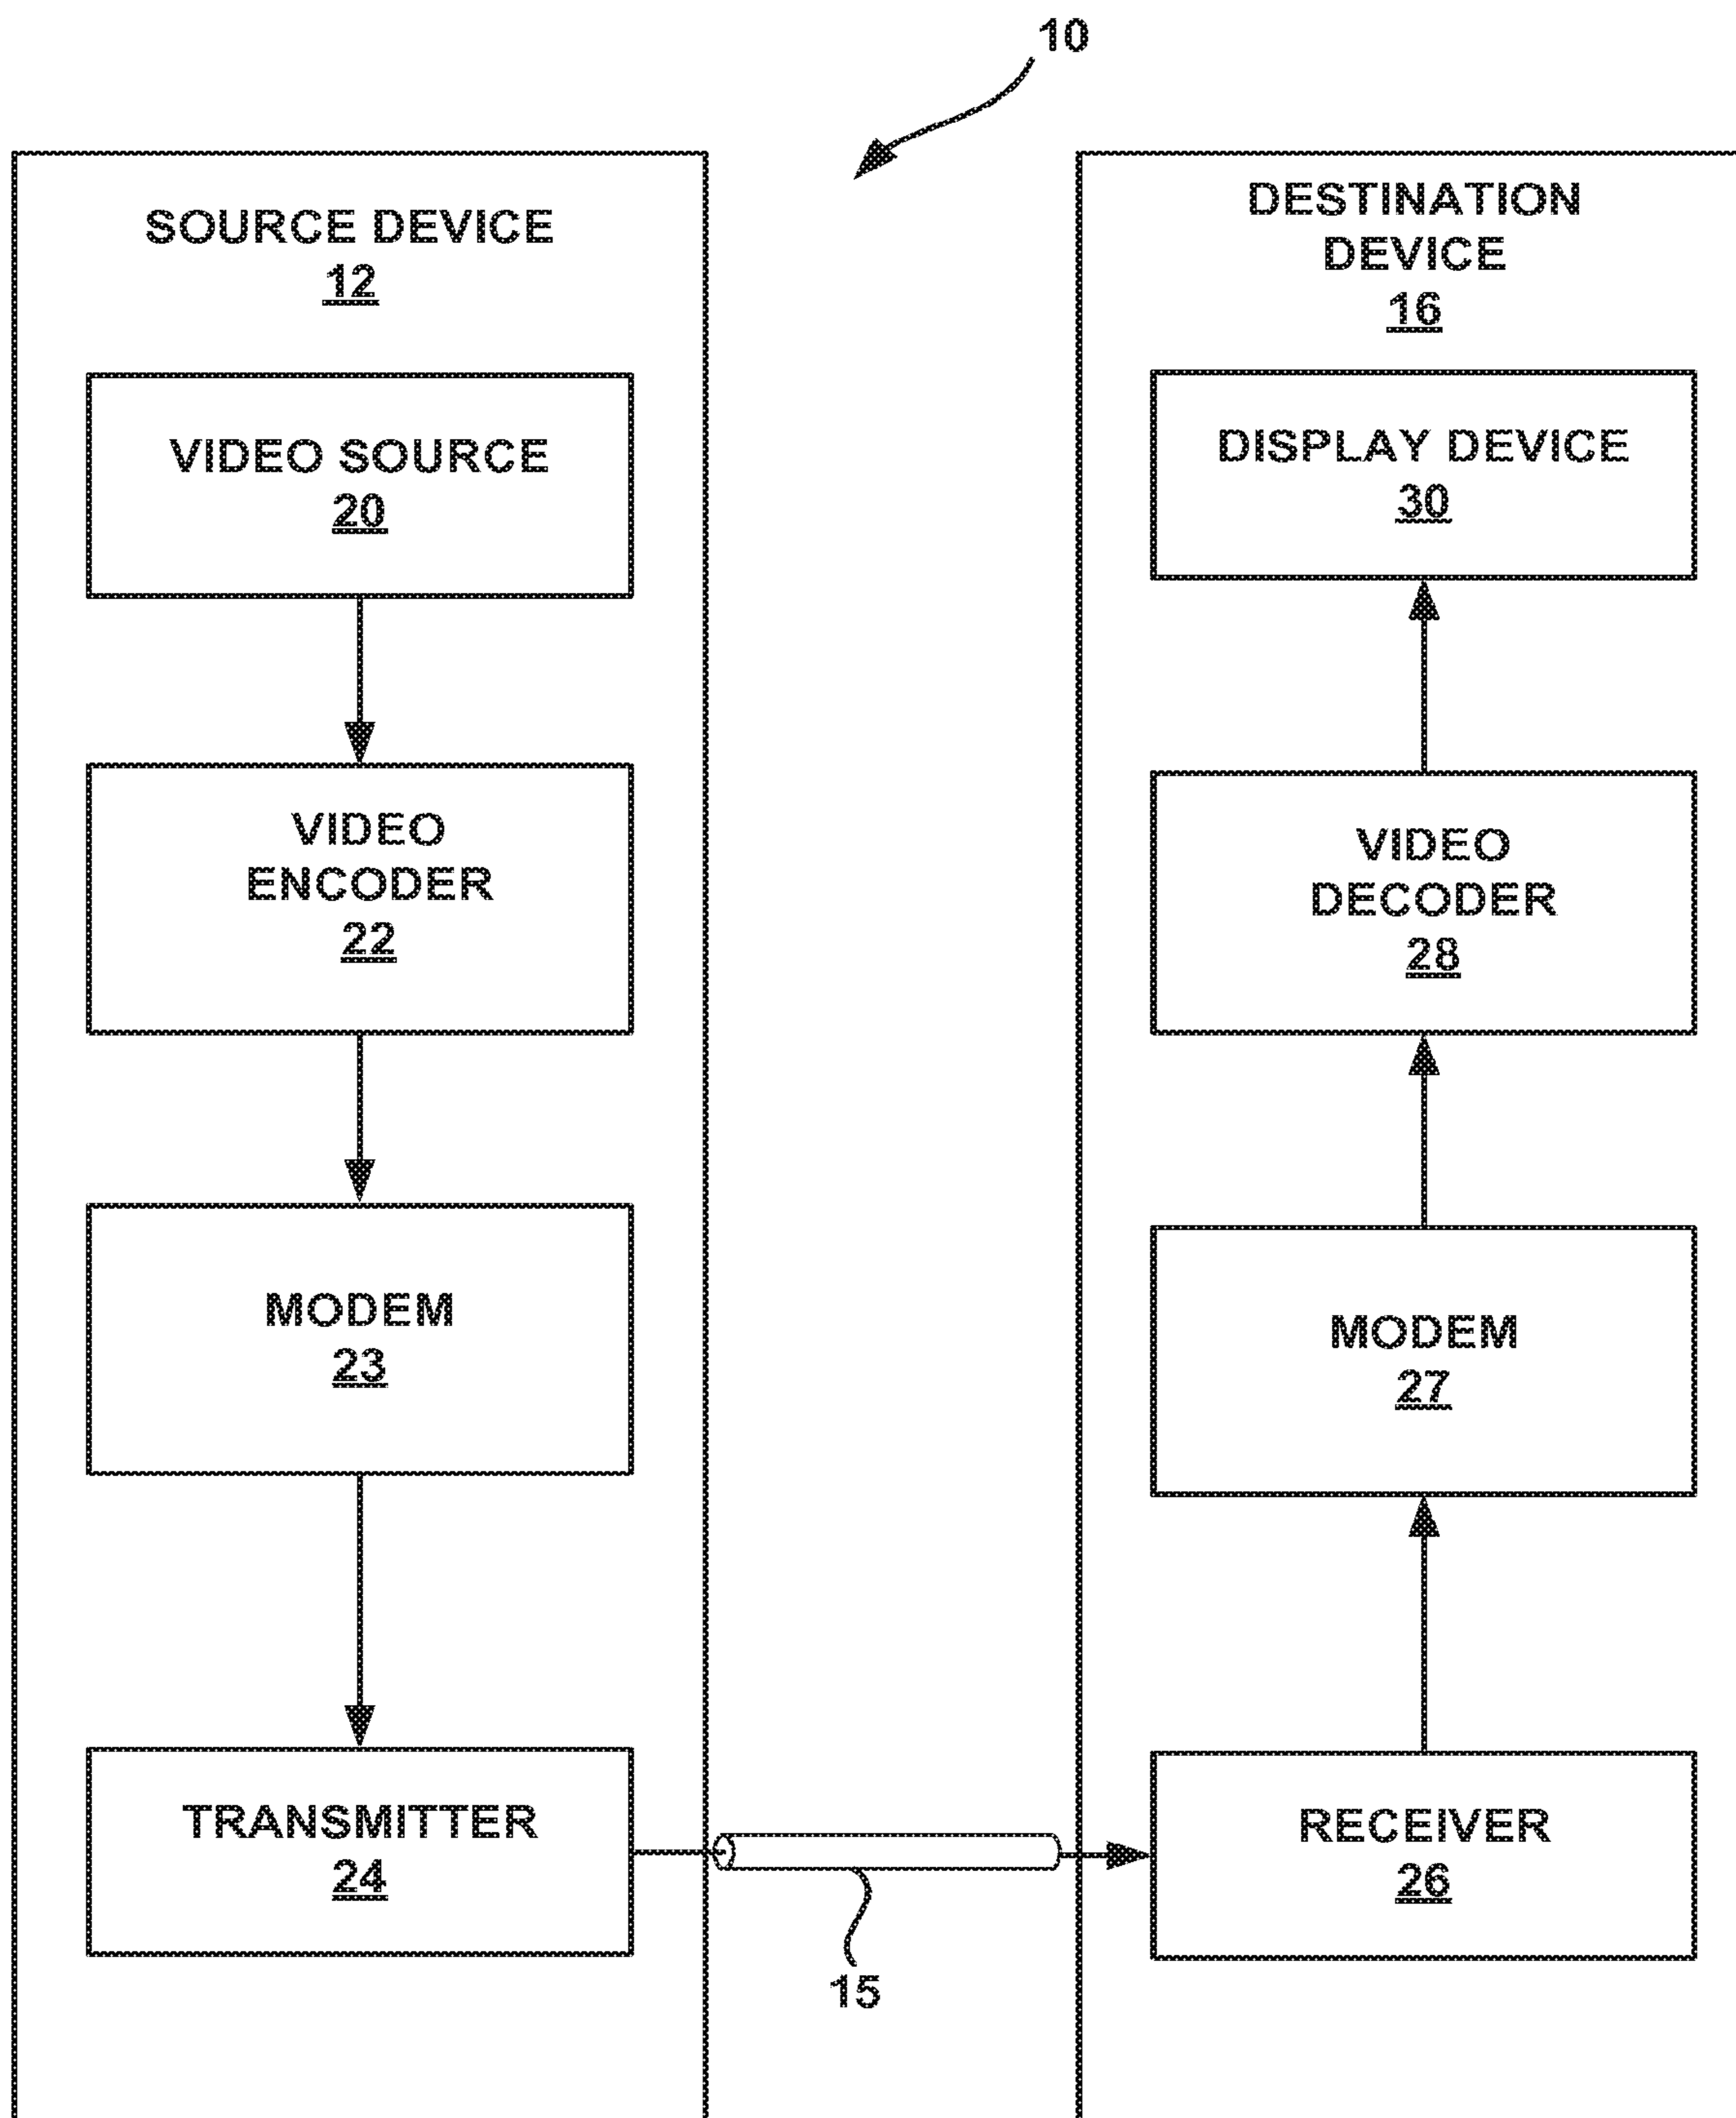 10
SOURCE DEVICE
12
VIDEO SOURCE
20
VIDEO
ENCODER
22
MODEM
23
TRANSMITTER
24
15
DESTINATION
DEVICE
16
DISPLAY DEVICE
30
VIDEO
DECODER
28
MODEM
27
RECEIVER
26